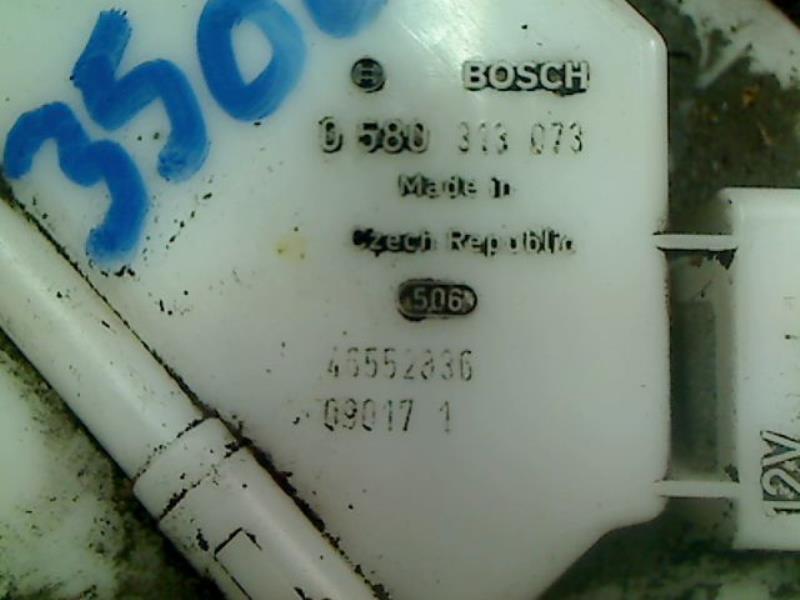 350
BOSCH
0 580 313 073
Made in
Czech Republic
506
46552836
09017 1
12V